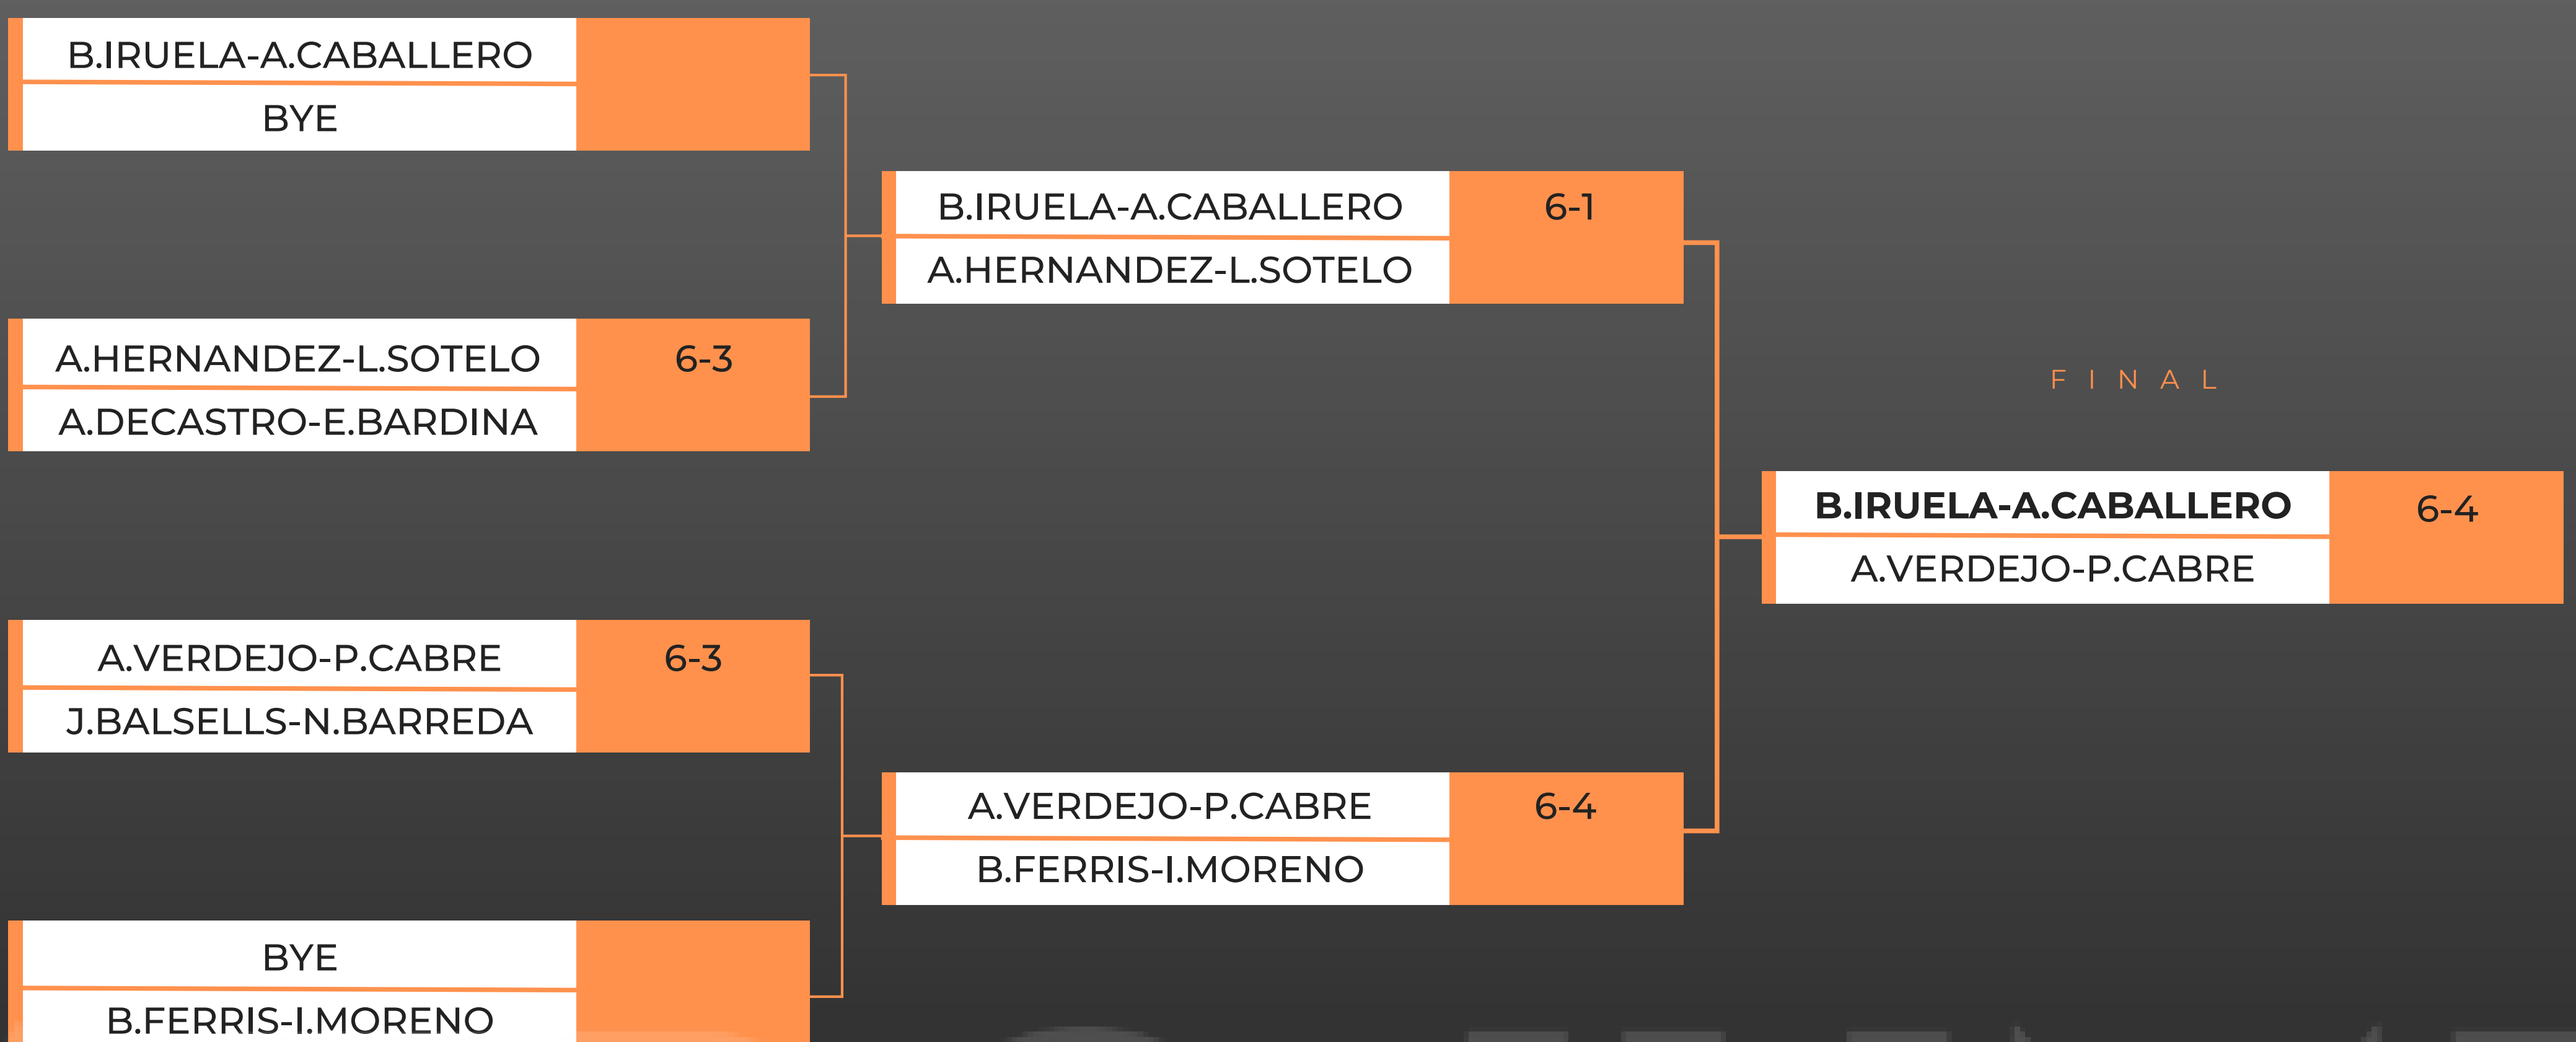 B.IRUELA-A.CABALLERO
BYE
A.HERNANDEZ-L.SOTELO 6-3
A.DECASTRO-E.BARDINA
A.VERDEJO-P.CABRE 6-3
J.BALSELLS-N.BARREDA
BYE
B.FERRIS-I.MORENO
B.IRUELA-A.CABALLERO 6-1
A.HERNANDEZ-L.SOTELO
A.VERDEJO-P.CABRE 6-4
B.FERRIS-I.MORENO
FINAL
B.IRUELA-A.CABALLERO 6-4
A.VERDEJO-P.CABRE